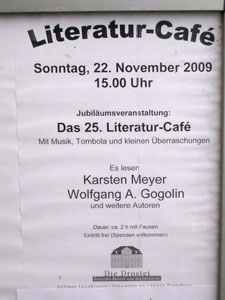 Literatur-Café
Sonntag, 22. November 2009
15.00 Uhr
Jubiläumsveranstaltung:
Das 25. Literatur-Café
Mit Musik, Tombola und kleinen Überraschungen
Es lesen
Karsten Meyer
Wolfgang A. Gogolin
und weitere Autoren
Dauer: ca. 2 h mit Pausen
Eintritt frei (Spenden willkommen)
Die Drostei